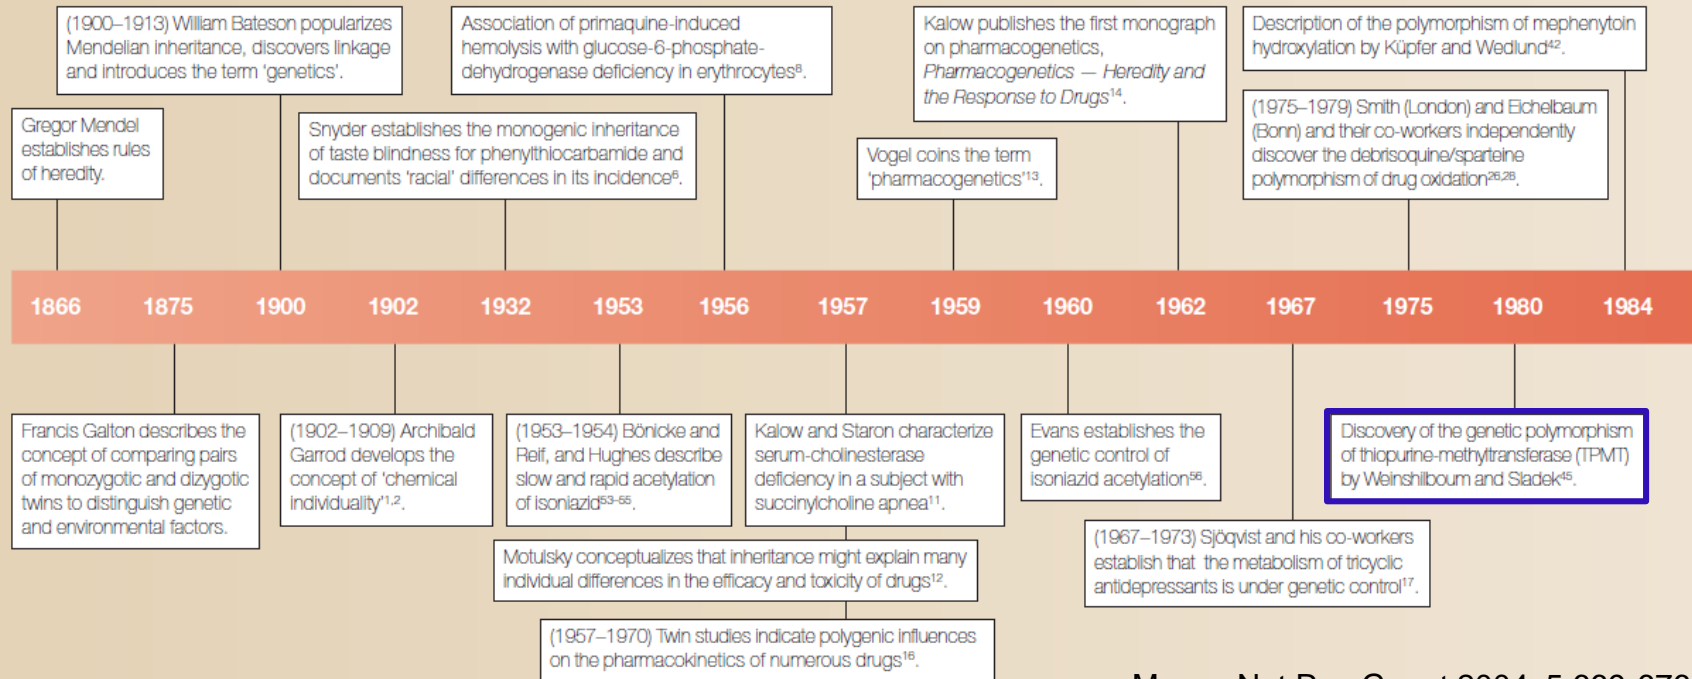 (1900–1913) William Bateson popularizes
Mendelian inheritance, discovers linkage
and introduces the term ‘genetics’.
Association of primaquine-induced
hemolysis with glucose-6-phosphate-
dehydrogenase deficiency in erythrocytes⁸.
Kalow publishes the first monograph
on pharmacogenetics,
Pharmacogenetics — Heredity and
the Response to Drugs¹⁴.
Description of the polymorphism of mephenytoin
hydroxylation by Küpfer and Wedlund⁴².
Gregor Mendel
establishes rules
of heredity.
Snyder establishes the monogenic inheritance
of taste blindness for phenylthiocarbamide and
documents ‘racial’ differences in its incidence⁶.
Vogel coins the term
‘pharmacogenetics’¹³.
(1975–1979) Smith (London) and Eichelbaum
(Bonn) and their co-workers independently
discover the debrisoquine/sparteine
polymorphism of drug oxidation²⁶,²⁸.
1866 1875 1900 1902 1932 1953 1956 1957 1959 1960 1962 1967 1975 1980 1984
Francis Galton describes the
concept of comparing pairs
of monozygotic and dizygotic
twins to distinguish genetic
and environmental factors.
(1902–1909) Archibald
Garrod develops the
concept of ‘chemical
individuality’¹,².
(1953–1954) Bönicke and
Reif, and Hughes describe
slow and rapid acetylation
of isoniazid⁵³⁻⁵⁵.
Kalow and Staron characterize
serum-cholinesterase
deficiency in a subject with
succinylcholine apnea¹¹.
Evans establishes the
genetic control of
isoniazid acetylation⁵⁶.
Discovery of the genetic polymorphism
of thiopurine-methyltransferase (TPMT)
by Weinshilboum and Sladek⁴⁵.
Motulsky conceptualizes that inheritance might explain many
individual differences in the efficacy and toxicity of drugs¹².
(1967–1973) Sjöqvist and his co-workers
establish that the metabolism of tricyclic
antidepressants is under genetic control¹⁷.
(1957–1970) Twin studies indicate polygenic influences
on the pharmacokinetics of numerous drugs¹⁶.